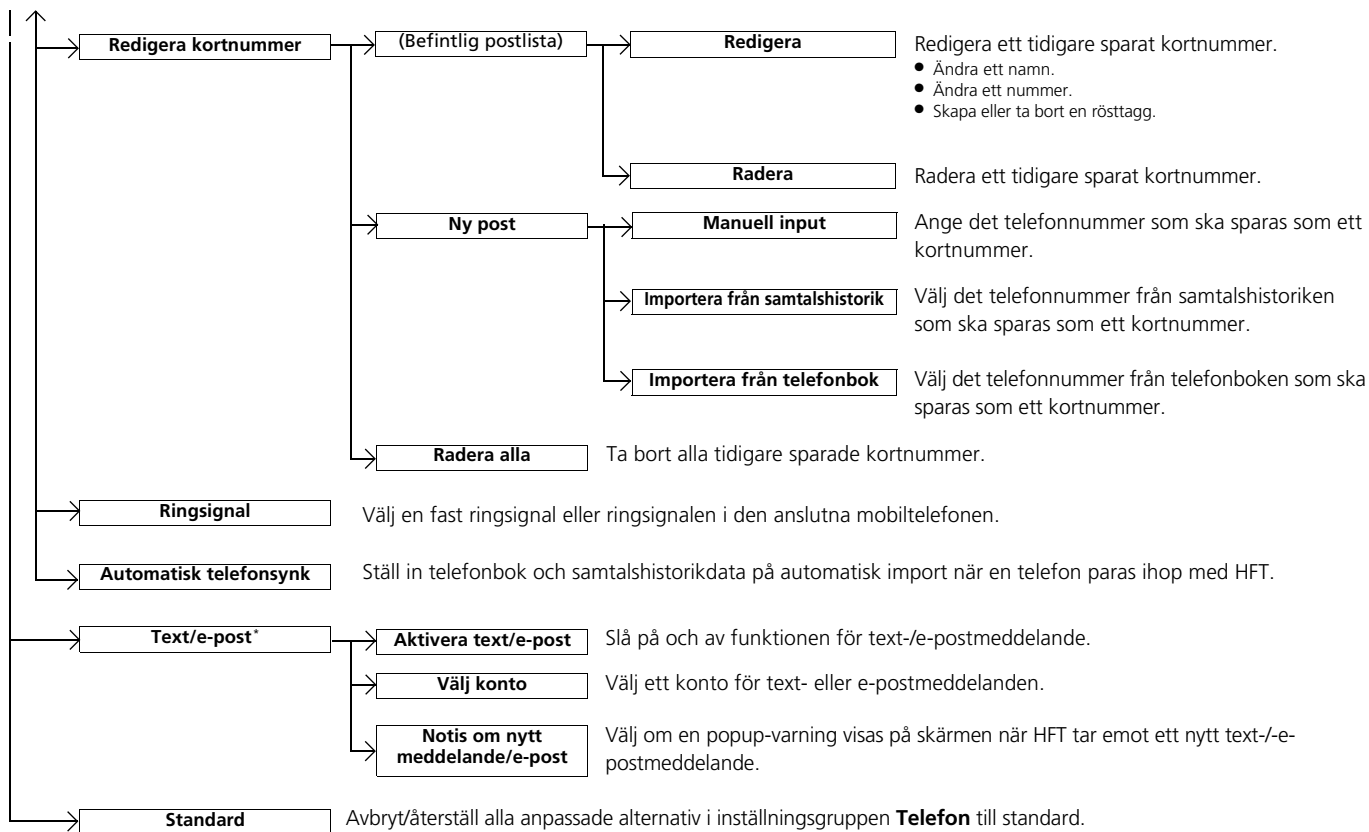 Redigera kortnummer
(Befintlig postlista)
Redigera
Redigera ett tidigare sparat kortnummer.
● Ändra ett namn.
● Ändra ett nummer.
● Skapa eller ta bort en rösttagg.
Radera
Radera ett tidigare sparat kortnummer.
Ny post
Manuell input
Ange det telefonnummer som ska sparas som ett
kortnummer.
Importera från samtalshistorik
Välj det telefonnummer från samtalshistoriken
som ska sparas som ett kortnummer.
Importera från telefonbok
Välj det telefonnummer från telefonboken som ska
sparas som ett kortnummer.
Radera alla
Ta bort alla tidigare sparade kortnummer.
Ringsignal
Välj en fast ringsignal eller ringsignalen i den anslutna mobiltelefonen.
Automatisk telefonsynk
Ställ in telefonbok och samtalshistorikdata på automatisk import när en telefon paras ihop med HFT.
Text/e-post*
Aktivera text/e-post
Slå på och av funktionen för text-/e-postmeddelande.
Välj konto
Välj ett konto för text- eller e-postmeddelanden.
Notis om nytt
meddelande/e-post
Välj om en popup-varning visas på skärmen när HFT tar emot ett nytt text-/-e-
postmeddelande.
Standard
Avbryt/återställ alla anpassade alternativ i inställningsgruppen Telefon till standard.